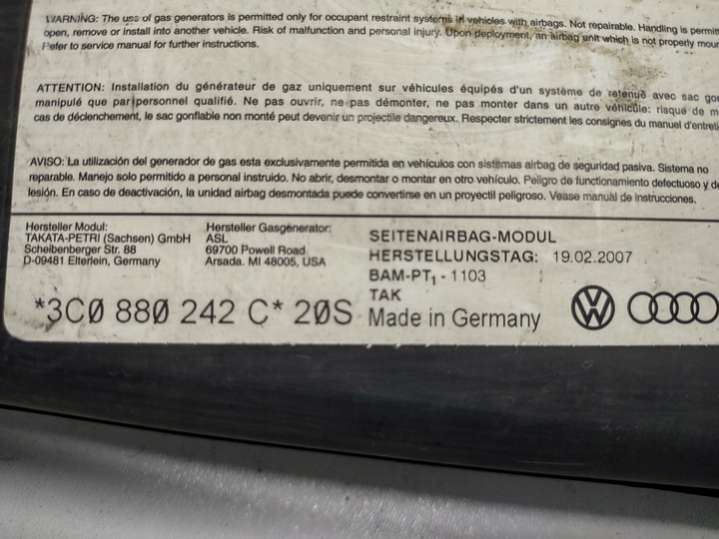 WARNING: The use of gas generators is permitted only for occupant restraint systems in vehicles with airbags. Not repairable. Handling is
open, remove or install into another vehicle. Risk of malfunction and personal injury. Upon deployment, an airbag unit which is not properly
Refer to service manual for further instructions.
ATTENTION: Installation du générateur de gaz uniquement sur véhicules équipés d'un système de retenue avec sac
manipulé que par personnel qualifié. Ne pas ouvrir, ne pas démonter, ne pas monter dans un autre véhicule: risque de
cas de déclenchement, le sac gonflable non monté peut devenir un projectile dangereux. Respecter strictement les consignes du manuel
AVISO: La utilización del generador de gas esta exclusivamente permitida en vehículos con sistemas airbag de seguridad pasiva. Sistema no
reparable. Manejo solo permitido a personal instruido. No abrir, desmontar o montar en otro vehículo. Peligro de funcionamiento defectuoso y
lesión. En caso de deactivación, la unidad airbag desmontada puede convertirse en un proyectil peligroso. Vease manual de instrucciones.
Hersteller Modul:
TAKATA-PETRI (Sachsen) GmbH
Scheibenberger Str. 88
D-09481 Elterlein, Germany
Hersteller Gasgenerator:
ASL
69700 Powell Road
Arsada. MI 48005, USA
SEITENAIRBAG-MODUL
HERSTELLUNGSTAG: 19.02.2007
BAM-PT₁ - 1103
TAK
Made in Germany
*3C0 880 242 C* 20S